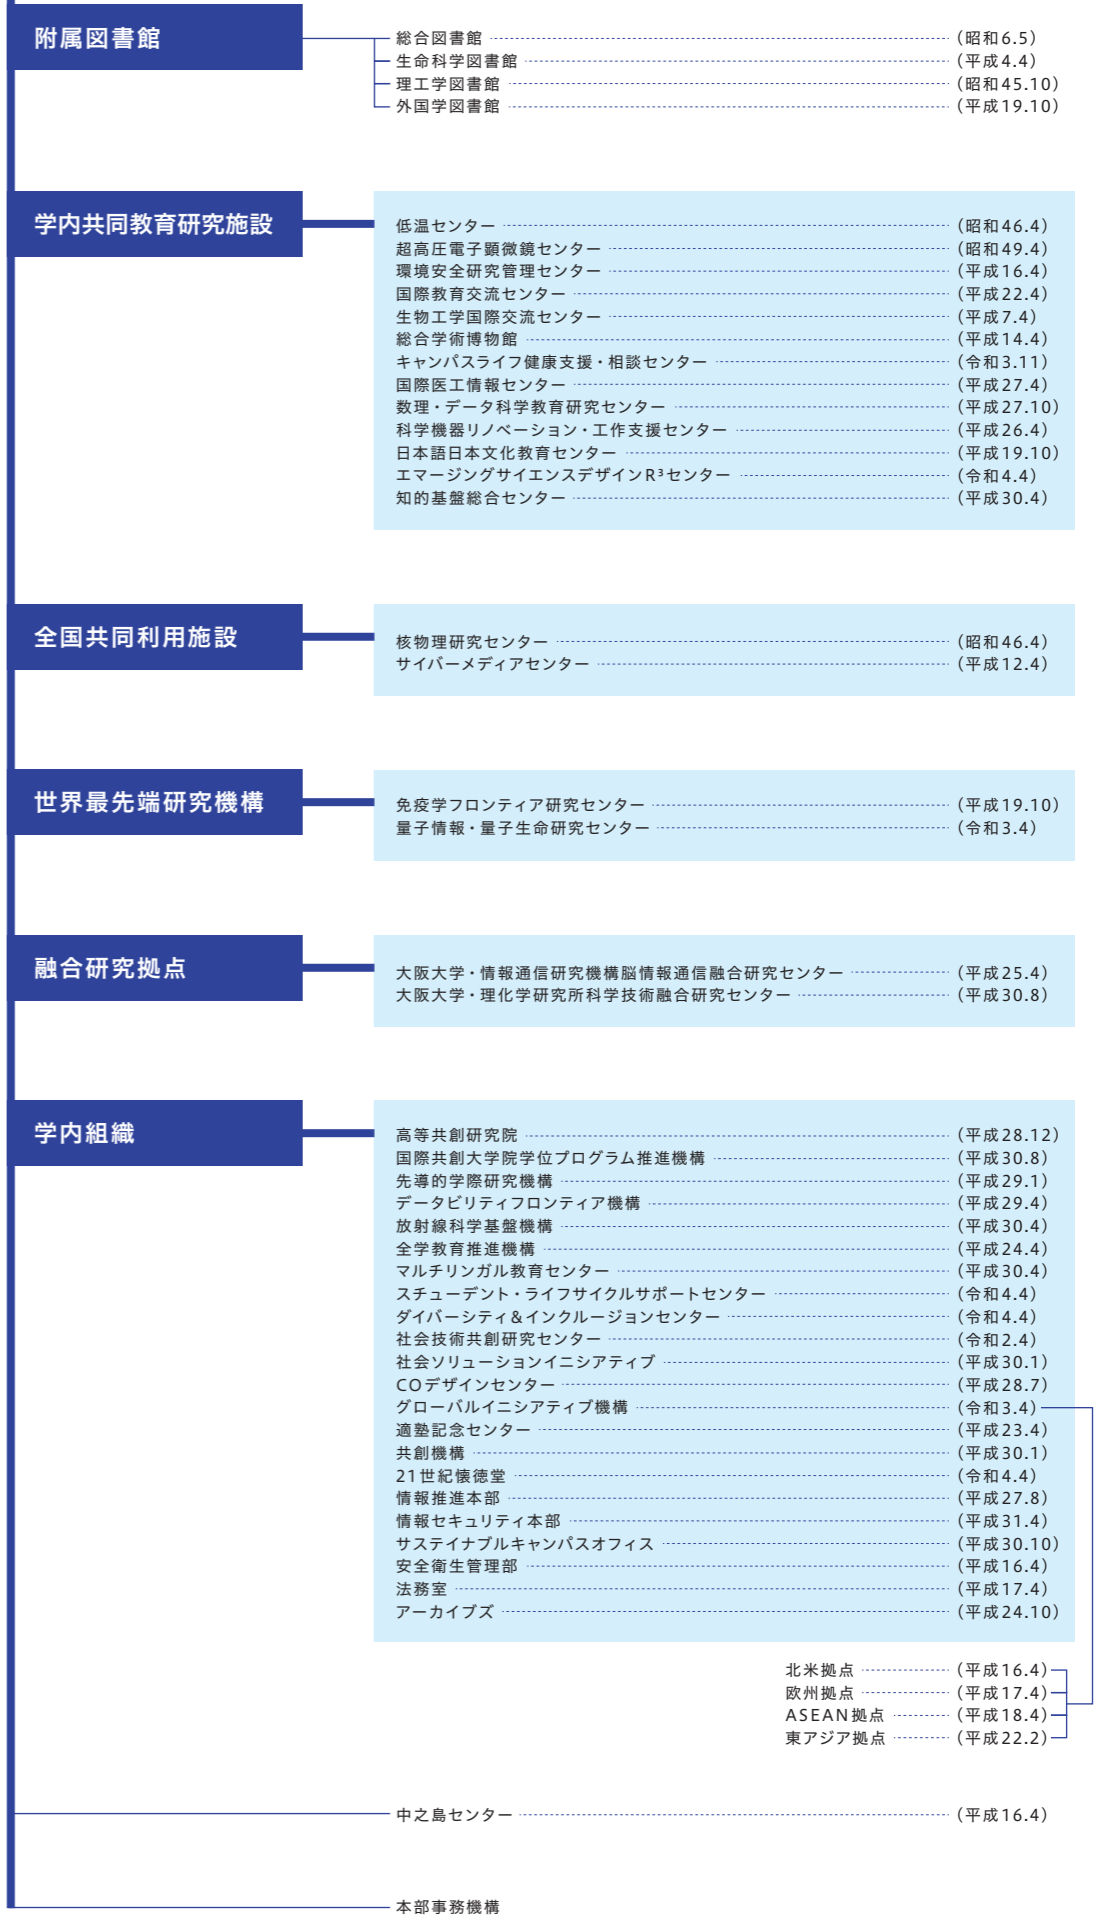 附属図書館
総合図書館 (昭和6.5)
生命科学図書館 (平成4.4)
理工学図書館 (昭和45.10)
外国学図書館 (平成19.10)
学内共同教育研究施設
低温センター (昭和46.4)
超高圧電子顕微鏡センター (昭和49.4)
環境安全研究管理センター (平成16.4)
国際教育交流センター (平成22.4)
生物工学国際交流センター (平成7.4)
総合学術博物館 (平成14.4)
キャンパスライフ健康支援・相談センター (令和3.11)
国際医工情報センター (平成27.4)
数理・データ科学教育研究センター (平成27.10)
科学機器リノベーション・工作支援センター (平成26.4)
日本語日本文化教育センター (平成19.10)
エマージングサイエンスデザインR³センター (令和4.4)
知的基盤総合センター (平成30.4)
全国共同利用施設
核物理研究センター (昭和46.4)
サイバーメディアセンター (平成12.4)
世界最先端研究機構
免疫学フロンティア研究センター (平成19.10)
量子情報・量子生命研究センター (令和3.4)
融合研究拠点
大阪大学・情報通信研究機構脳情報通信融合研究センター (平成25.4)
大阪大学・理化学研究所科学技術融合研究センター (平成30.8)
学内組織
高等共創研究院 (平成28.12)
国際共創大学院学位プログラム推進機構 (平成30.8)
先導的学際研究機構 (平成29.1)
データビリティフロンティア機構 (平成29.4)
放射線科学基盤機構 (平成30.4)
全学教育推進機構 (平成24.4)
マルチリンガル教育センター (平成30.4)
スチューデント・ライフサイクルサポートセンター (令和4.4)
ダイバーシティ&インクルージョンセンター (令和4.4)
社会技術共創研究センター (令和2.4)
社会ソリューションイニシアティブ (平成30.1)
COデザインセンター (平成28.7)
グローバルイニシアティブ機構 (令和3.4)
適塾記念センター (平成23.4)
共創機構 (平成30.1)
21世紀懐徳堂 (令和4.4)
情報推進本部 (平成27.8)
情報セキュリティ本部 (平成31.4)
サステイナブルキャンパスオフィス (平成30.10)
安全衛生管理部 (平成16.4)
法務室 (平成17.4)
アーカイブズ (平成24.10)
北米拠点 (平成16.4)
欧州拠点 (平成17.4)
ASEAN拠点 (平成18.4)
東アジア拠点 (平成22.2)
中之島センター (平成16.4)
本部事務機構